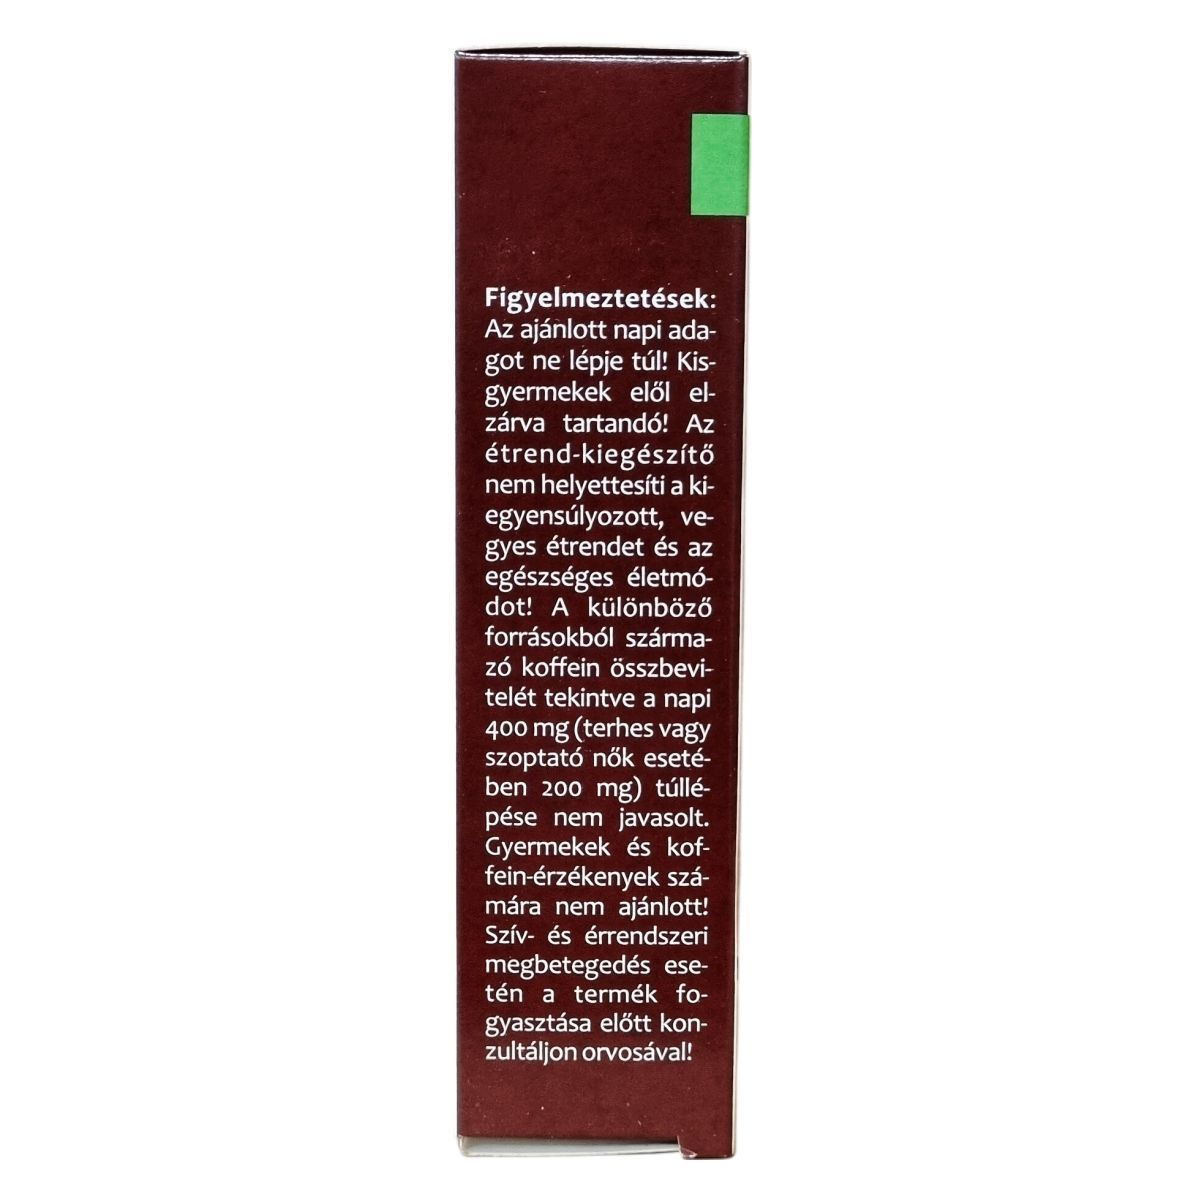 Figyelmeztetések:
Az ajánlott napi ada-
got ne lépje túl! Kis-
gyermekek elől el-
zárva tartandó! Az
étrend-kiegészítő
nem helyettesíti a ki-
egyensúlyozott, ve-
gyes étrendet és az
egészséges életmó-
dot! A különböző
forrásokból szárma-
zó koffein összbevi-
telét tekintve a napi
400 mg (terhes vagy
szoptató nők eseté-
ben 200 mg) túllé-
pése nem javasolt.
Gyermekek és kof-
fein-érzékenyek szá-
mára nem ajánlott!
Szív- és érrendszeri
megbetegedés ese-
tén a termék fo-
gyasztása előtt kon-
zultáljon orvosával!